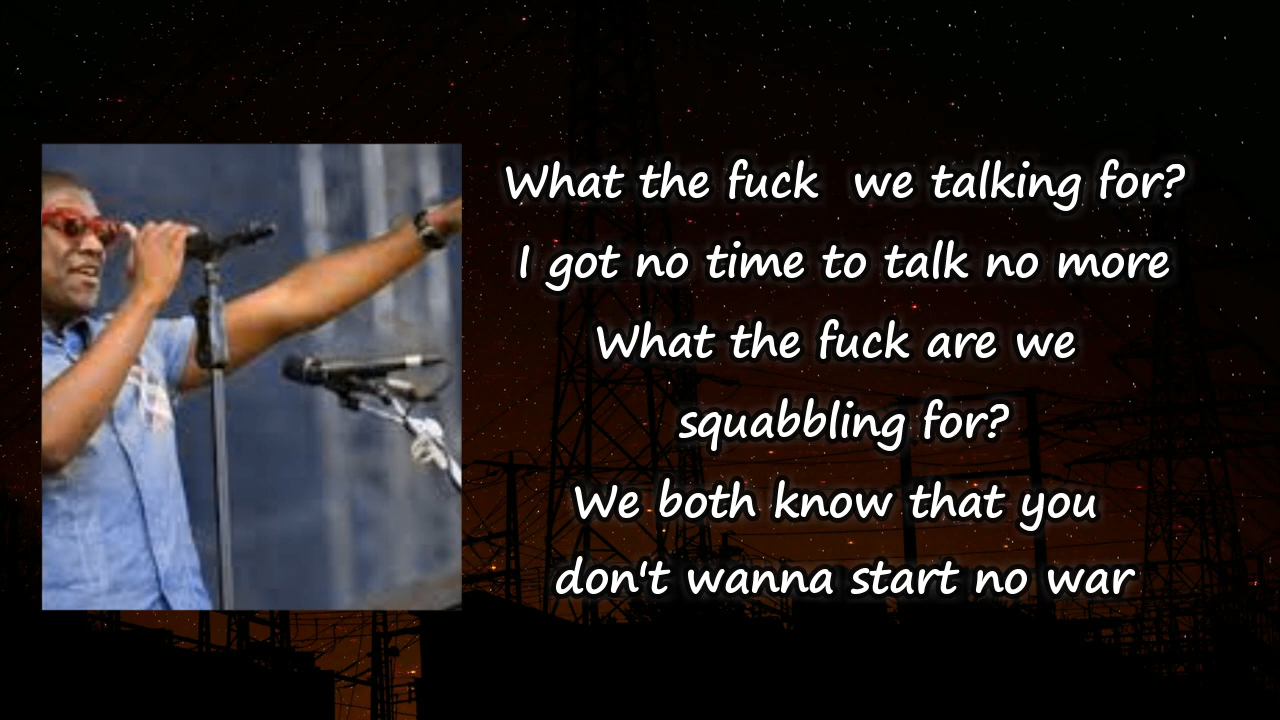 What the fuck  we talking for?
I got no time to talk no more
What the fuck are we
squabbling for?
We both know that you
don't wanna start no war